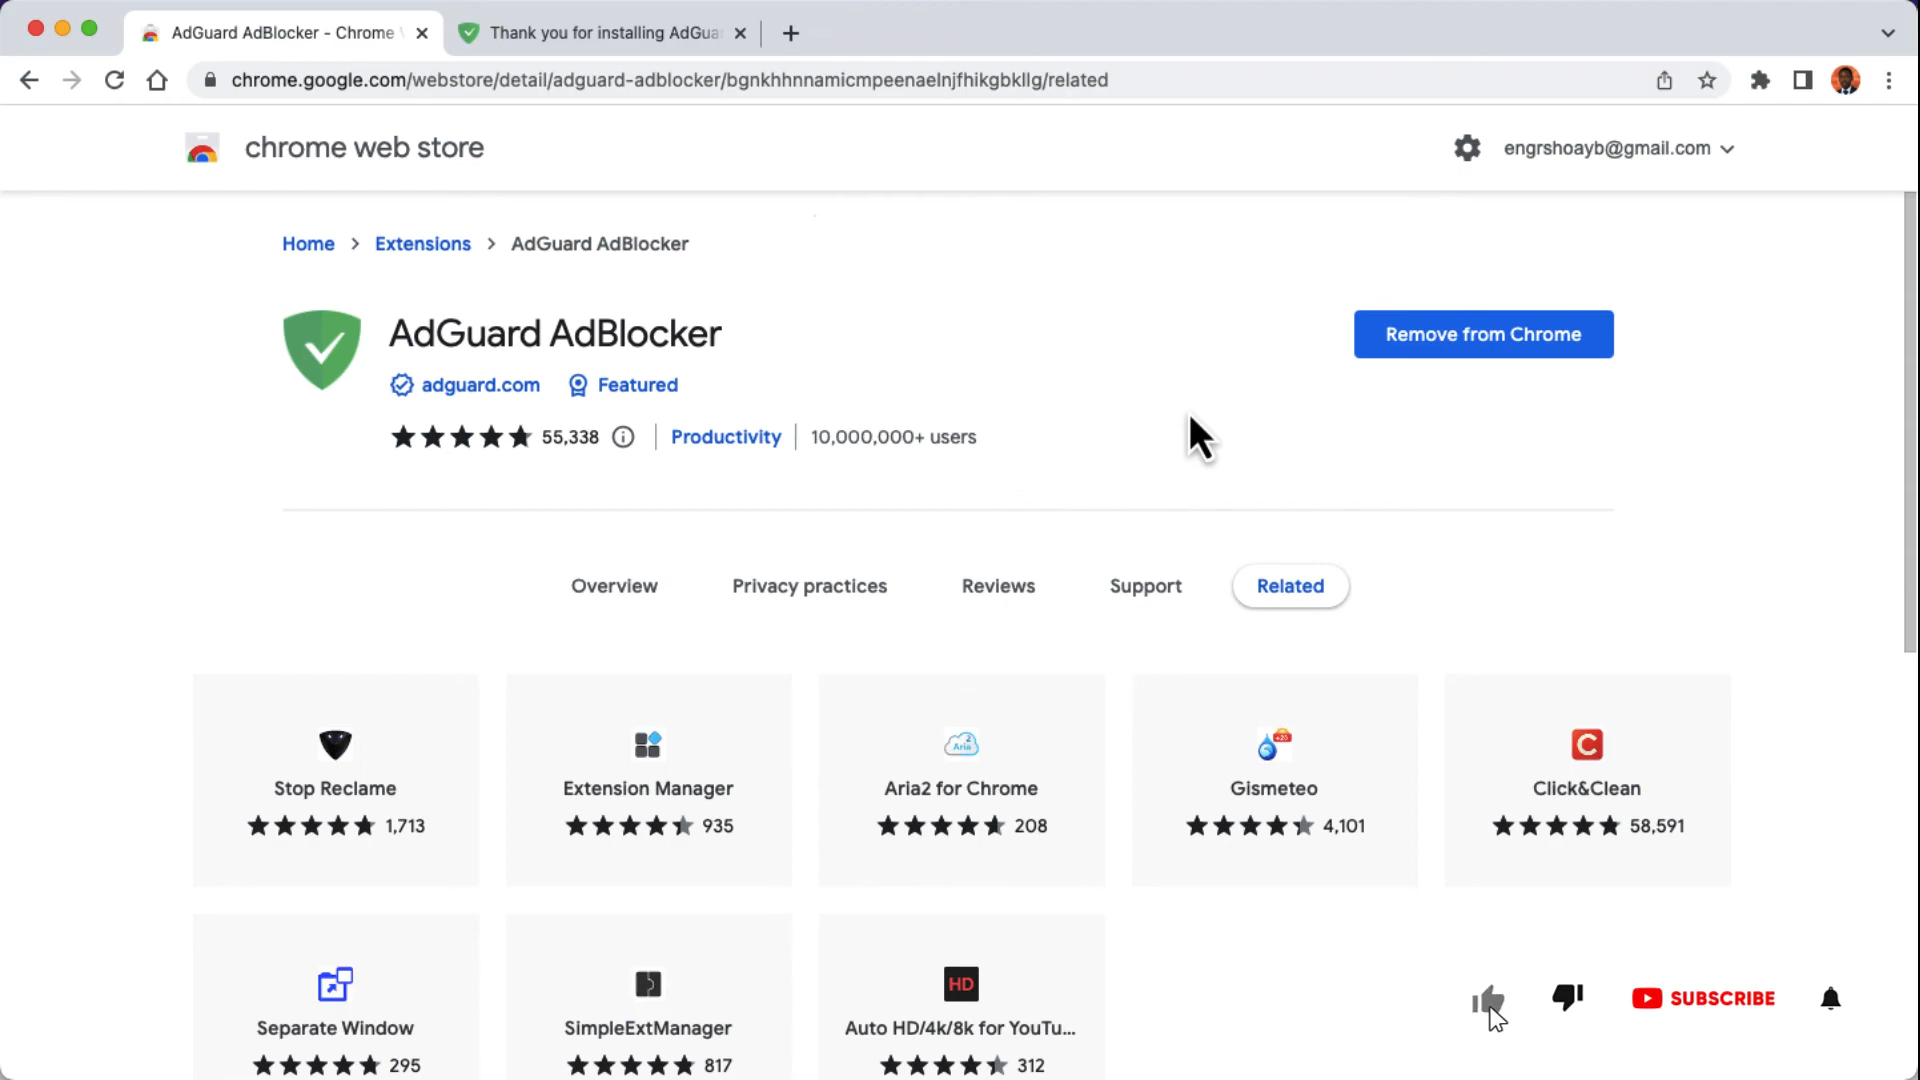 AdGuard AdBlocker - Chrome
Thank you for installing AdGua
chrome.google.com/webstore/detail/adguard-adblocker/bgnkhhnnamicmpeenaelnjfhikgbkllg/related
chrome web store
engrshoayb@gmail.com
Home > Extensions > AdGuard AdBlocker
AdGuard AdBlocker
Remove from Chrome
adguard.com
Featured
55,338
Productivity
10,000,000+ users
Overview
Privacy practices
Reviews
Support
Related
Stop Reclame
Extension Manager
Aria2 for Chrome
Gismeteo
Click&Clean
1,713
935
208
4,101
58,591
Separate Window
SimpleExtManager
HD
Auto HD/4k/8k for YouTu...
295
817
312
SUBSCRIBE